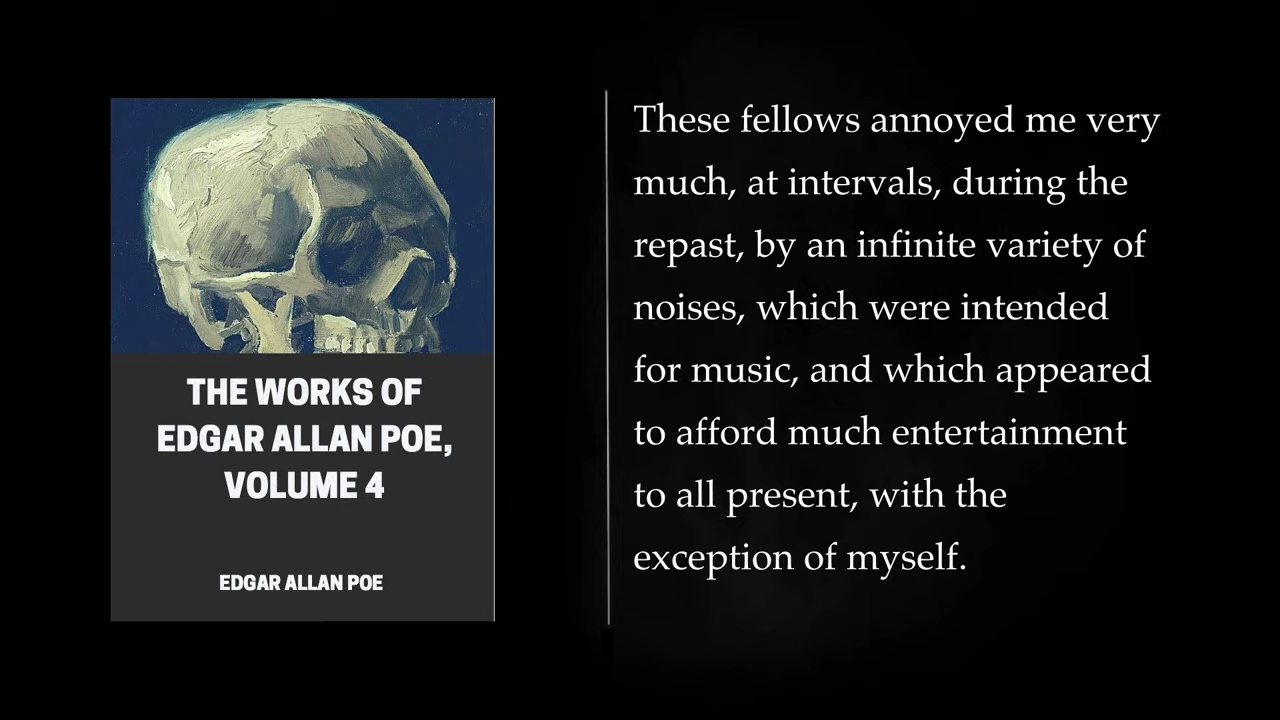 THE WORKS OF
EDGAR ALLAN POE,
VOLUME 4
EDGAR ALLAN POE
These fellows annoyed me very
much, at intervals, during the
repast, by an infinite variety of
noises, which were intended
for music, and which appeared
to afford much entertainment
to all present, with the
exception of myself.